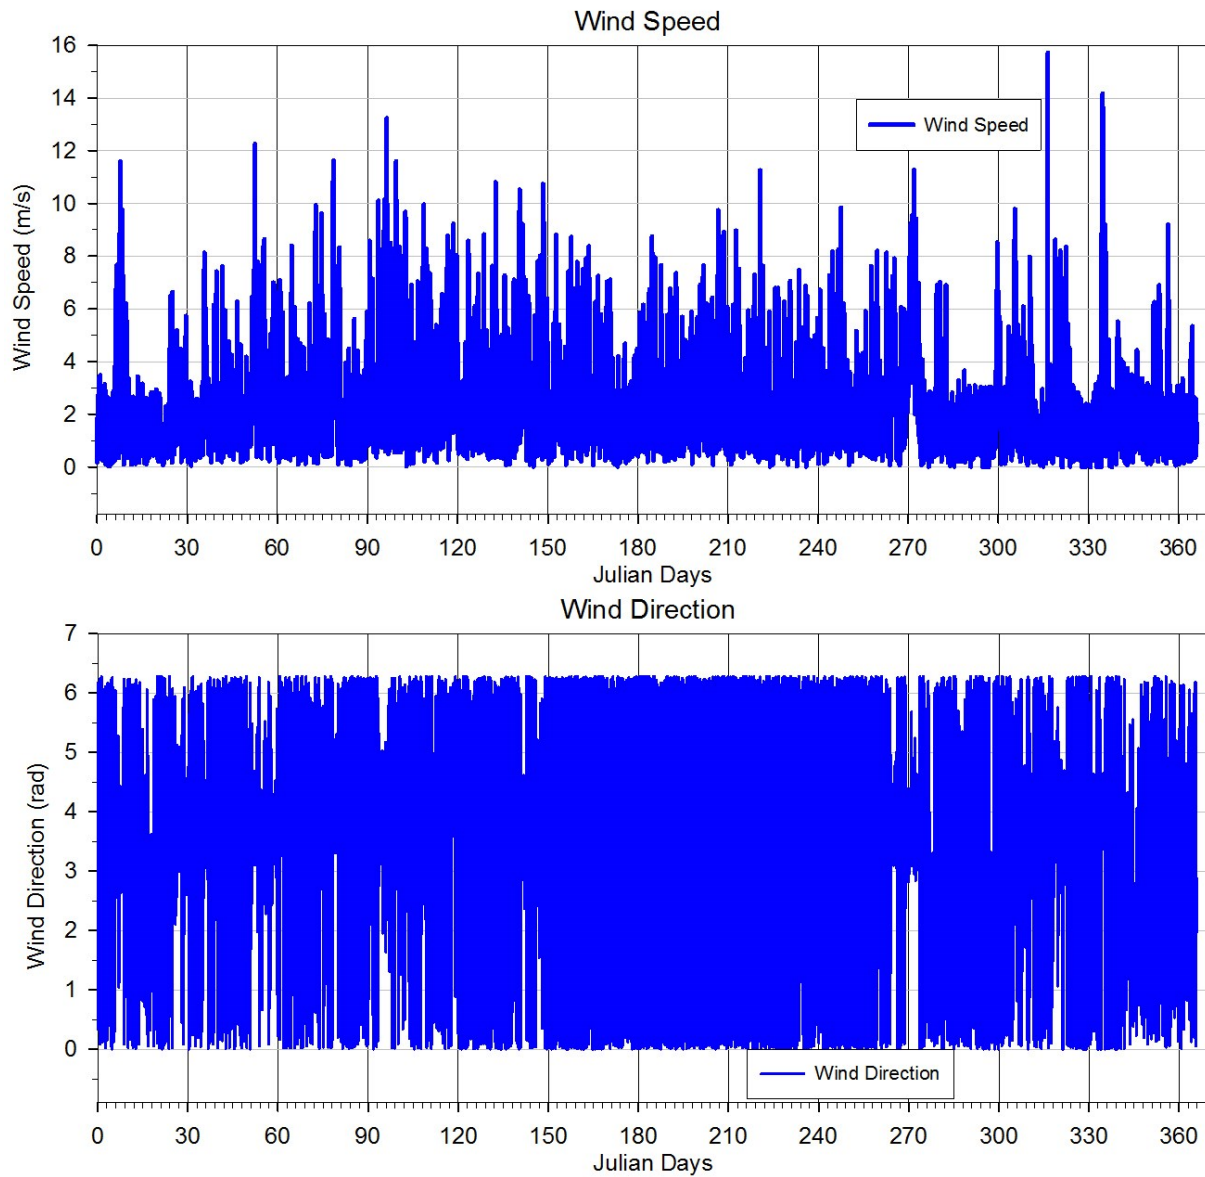 Wind Speed
16
14
12
10
8
6
4
2
0
Wind Speed (m/s)
Wind Speed
0 30 60 90 120 150 180 210 240 270 300 330 360
Julian Days
Wind Direction
7
6
5
4
3
2
1
0
Wind Direction (rad)
Wind Direction
0 30 60 90 120 150 180 210 240 270 300 330 360
Julian Days